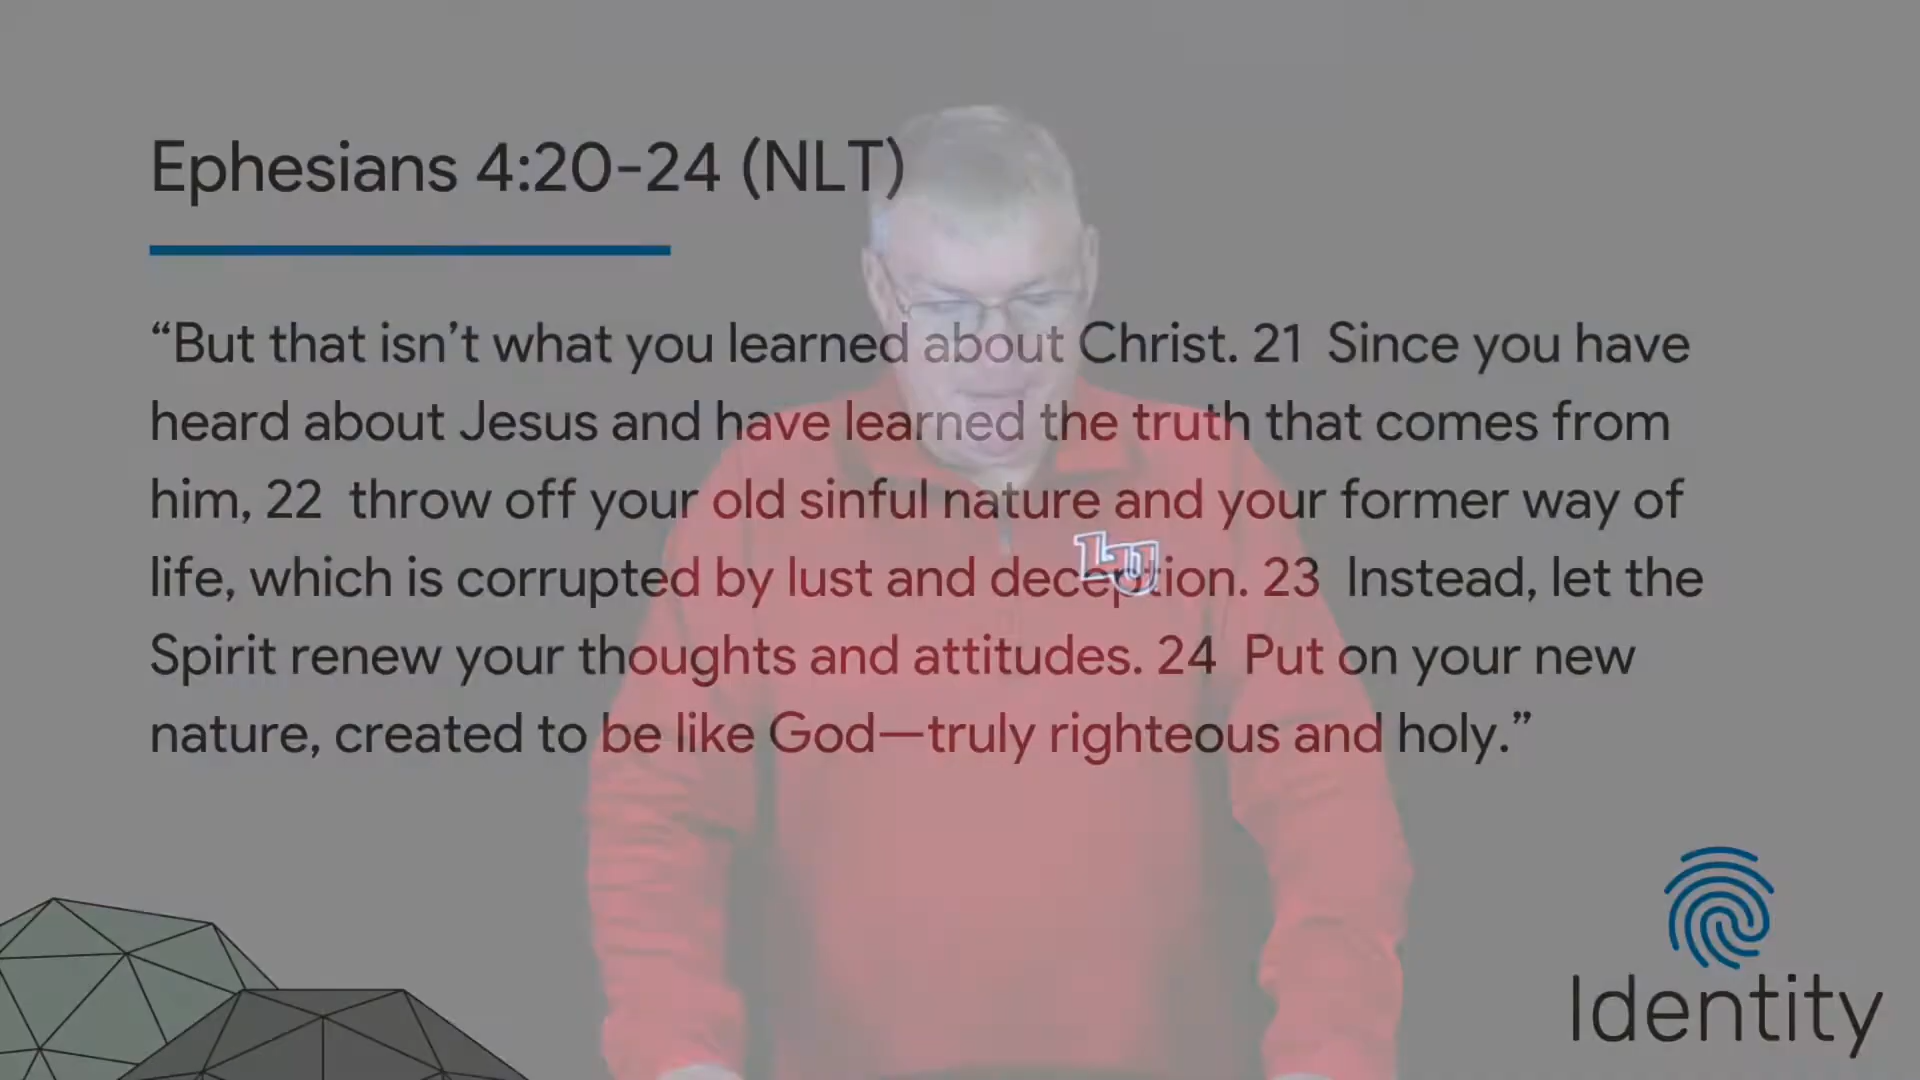 Ephesians 4:20-24 (NLT)
“But that isn’t what you learned about Christ. 21  Since you have
heard about Jesus and have learned the truth that comes from
him, 22  throw off your old sinful nature and your former way of
life, which is corrupted by lust and deception. 23  Instead, let the
Spirit renew your thoughts and attitudes. 24  Put on your new
nature, created to be like God—truly righteous and holy.”
LU
Identity